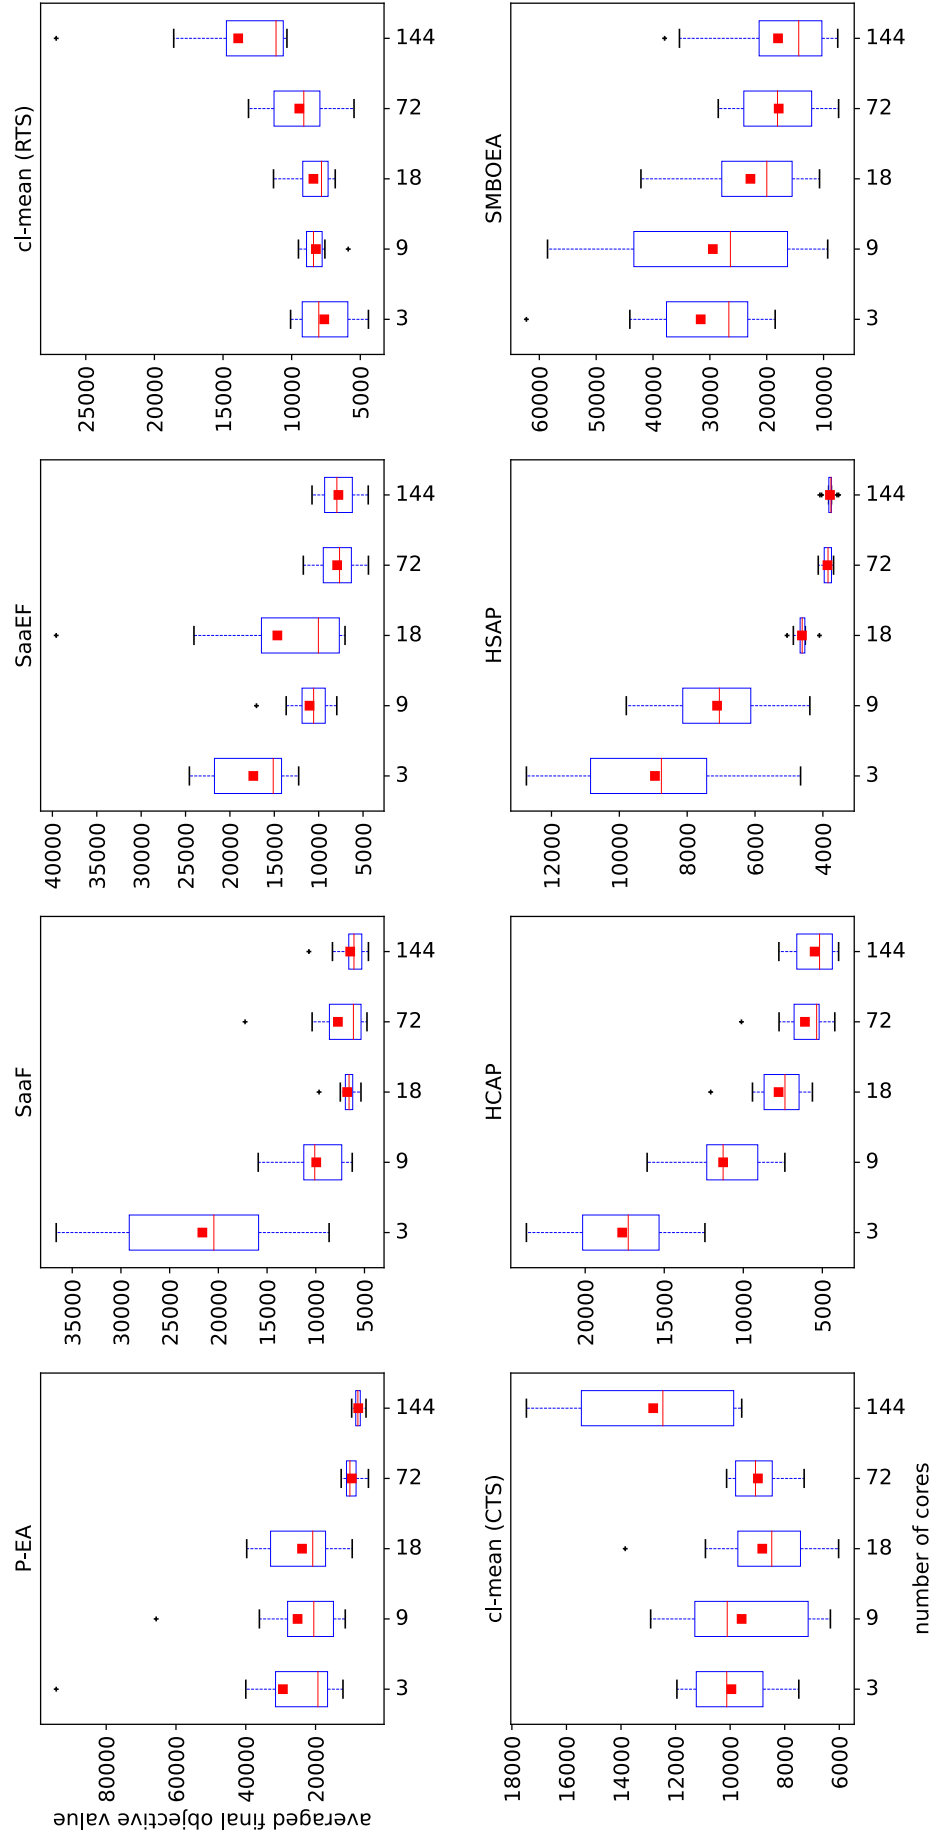 P-EA
averaged final objective value
80000
60000
40000
20000
3 9 18 72 144
SaaF
35000
30000
25000
20000
15000
10000
5000
3 9 18 72 144
SaaEF
40000
35000
30000
25000
20000
15000
10000
5000
3 9 18 72 144
cl-mean (RTS)
25000
20000
15000
10000
5000
3 9 18 72 144
cl-mean (CTS)
18000
16000
14000
12000
10000
8000
6000
3 9 18 72 144
number of cores
HCAP
20000
15000
10000
5000
3 9 18 72 144
HSAP
12000
10000
8000
6000
4000
3 9 18 72 144
SMBOEA
60000
50000
40000
30000
20000
10000
3 9 18 72 144